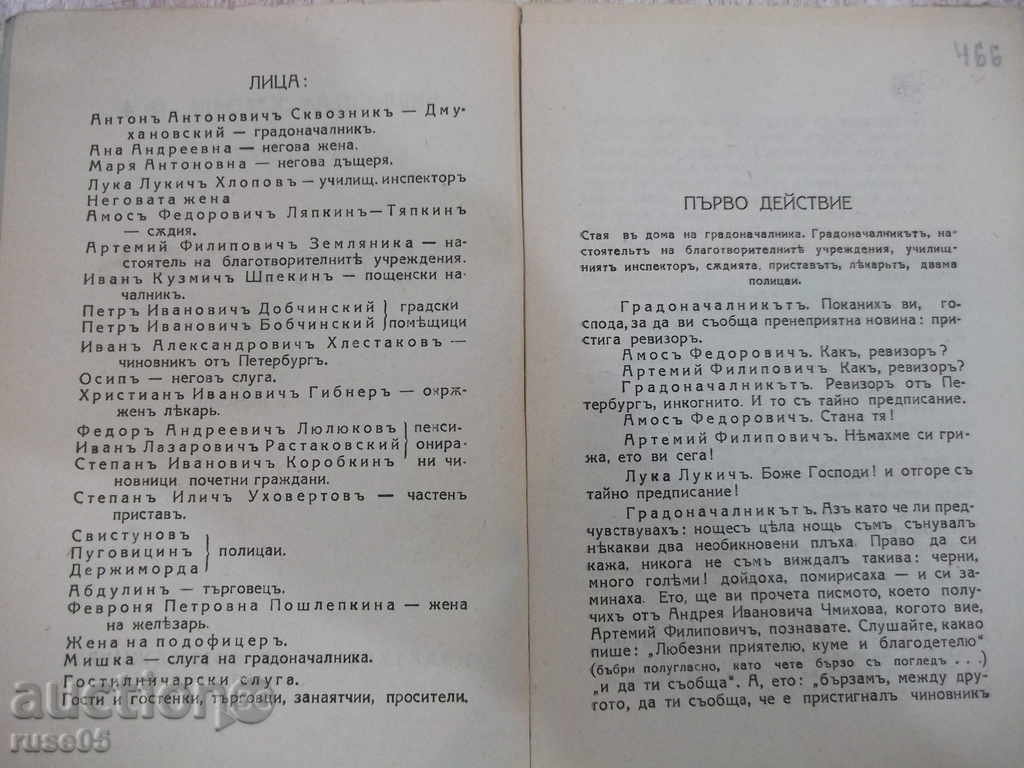 ЛИЦА:
Антонъ Антоновичъ Сквозникъ — Дму-
хановский — градоначалникъ.
Ана Андреевна — негова жена.
Маря Антоновна — негова дъщеря.
Лука Лукичъ Хлоповъ — училищ. инспекторъ
Неговата жена
Амосъ Федоровичъ Ляпкинъ—Тяпкинъ
— сѫдия.
Артемий Филиповичъ Земляника — на-
стоятель на благотворителнитѣ учреждения.
Иванъ Кузмичъ Шпекинъ — пощенски на-
чалникъ.
Петръ Ивановичъ Добчинский } градски
Петръ Ивановичъ Бобчинский } помѣщици
Иванъ Александровичъ Хлестаковъ —
чиновникъ отъ Петербургъ.
Осипъ — неговъ слуга.
Християнъ Ивановичъ Гибнеръ — окрѫ-
женъ лѣкарь.
Федоръ Андреевичъ Люлюковъ } пенси-
Иванъ Лазаровичъ Растаковский } онира-
Степанъ Ивановичъ Коробкинъ ни чи-
новници почетни граждани.
Степанъ Иличъ Уховертовъ — частенъ
приставъ.
Свистуновъ
Пуговицинъ } полицаи.
Держиморда
Абдулинъ — търговецъ.
Февроня Петровна Пошлепкина — жена
на желѣзарь.
Жена на подофицеръ.
Мишка — слуга на градоначалника.
Гостилничарски слуга.
Гости и гостенки, търговци, занаятчии, просители.
466
ПЪРВО ДЕЙСТВИЕ
Стая въ дома на градоначалника. Градоначалникътъ, на-
стоятельтъ на благотворителнитѣ учреждения, училищ-
ниятъ инспекторъ, сѫдията, приставътъ, лѣкарьтъ, двама
полицаи.
Градоначалникътъ. Поканихъ ви, го-
спода, за да ви съобща пренеприятна новина: при-
стига ревизоръ.
Амосъ Федоровичъ. Какъ, ревизоръ?
Артемий Филиповичъ Какъ, ревизоръ?
Градоначалникътъ. Ревизоръ отъ Пе-
тербургъ, инкогнито. И то съ тайно предписание.
Амосъ Федоровичъ. Стана тя!
Артемий Филиповичъ. Нѣмахме си гри-
жа, ето ви сега!
Лука Лукичъ. Боже Господи! и отгоре съ
тайно предписание!
Градоначалникътъ. Азъ като че ли пред-
чувствувахъ: нощесъ цѣла нощь съмъ сънувалъ
нѣкакви два необикновени плъха. Право да си
кажа, никога не съмъ виждалъ такива: черни,
много голѣми! дойдоха, помирисаха — и си за-
минаха. Ето, ще ви прочета писмото, което полу-
чихъ отъ Андрея Ивановича Чмихова, когото вие,
Артемий Филиповичъ, познавате. Слушайте, какво
пише: „Любезни приятелю, куме и благодетелю“
(бъбри полугласно, като чете бързо съ погледъ . . .)
„и да ти съобща“. А, ето: „бързамъ, между дру-
гото, да ти съобща, че е пристигналъ чиновник
auction.ru
ruse05